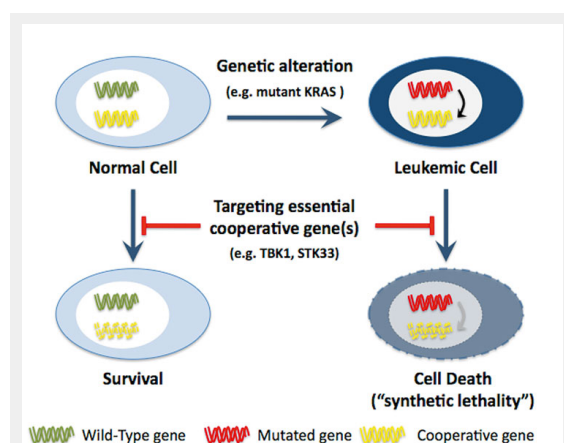 Genetic alteration
(e.g. mutant KRAS )
Normal Cell
Leukemic Cell
Targeting essential
cooperative gene(s)
(e.g. TBK1, STK33)
Survival
Cell Death
("synthetic lethality")
Wild-Type gene
Mutated gene
Cooperative gene